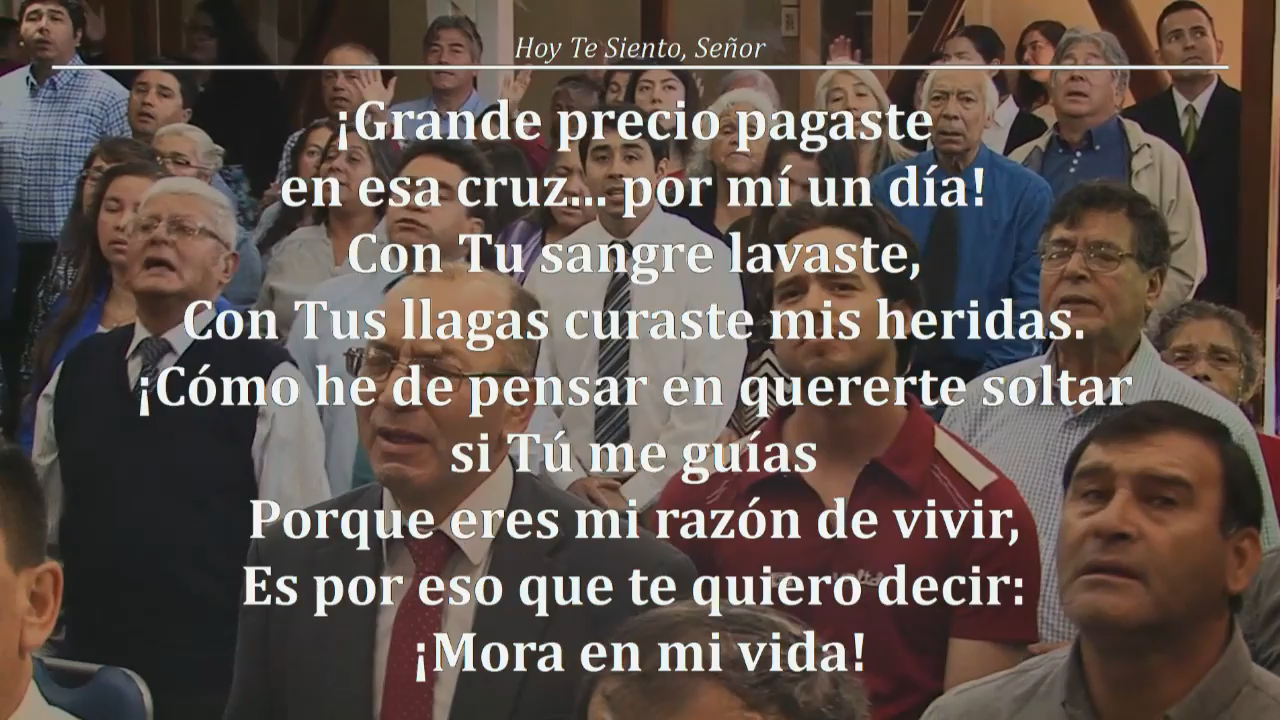 Hoy Te Siento, Señor
¡Grande precio pagaste
en esa cruz... por mí un día!
Con Tu sangre lavaste,
Con Tus llagas curaste mis heridas.
¡Cómo he de pensar en quererte soltar
si Tú me guías
Porque eres mi razón de vivir,
Es por eso que te quiero decir:
¡Mora en mi vida!